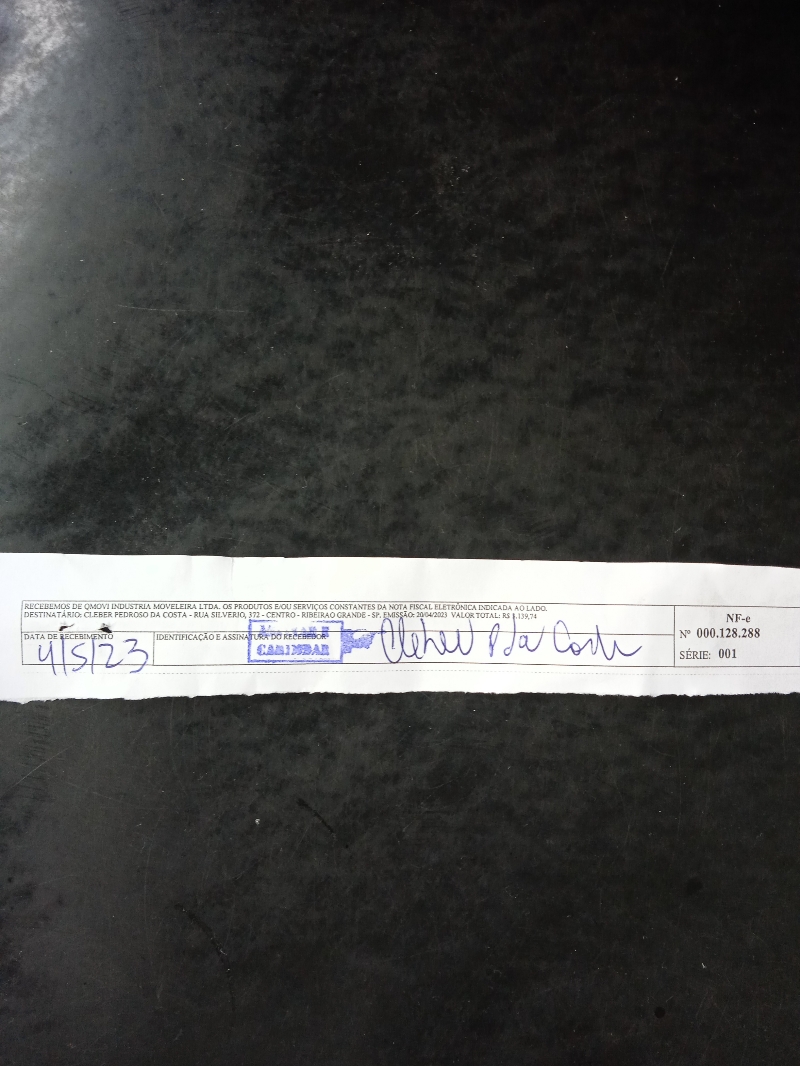 RECEBEMOS DE QMOVI INDUSTRIA MOVELEIRA LTDA. OS PRODUTOS E/OU SERVIÇOS CONSTANTES DA NOTA FISCAL ELETRÔNICA INDICADA AO LADO.
DESTINATÁRIO: CLEBER PEDROSO DA COSTA - RUA SILVERIO, 372 - CENTRO - RIBEIRAO GRANDE - SP. EMISSÃO: 20/04/2023 VALOR TOTAL: R$ 1.139,74
DATA DE RECEBIMENTO
4/5/23
IDENTIFICAÇÃO E ASSINATURA DO RECEBEDOR
CARIMBAR
Cleber P da Costa
NF-e
Nº 000.128.288
SÉRIE: 001